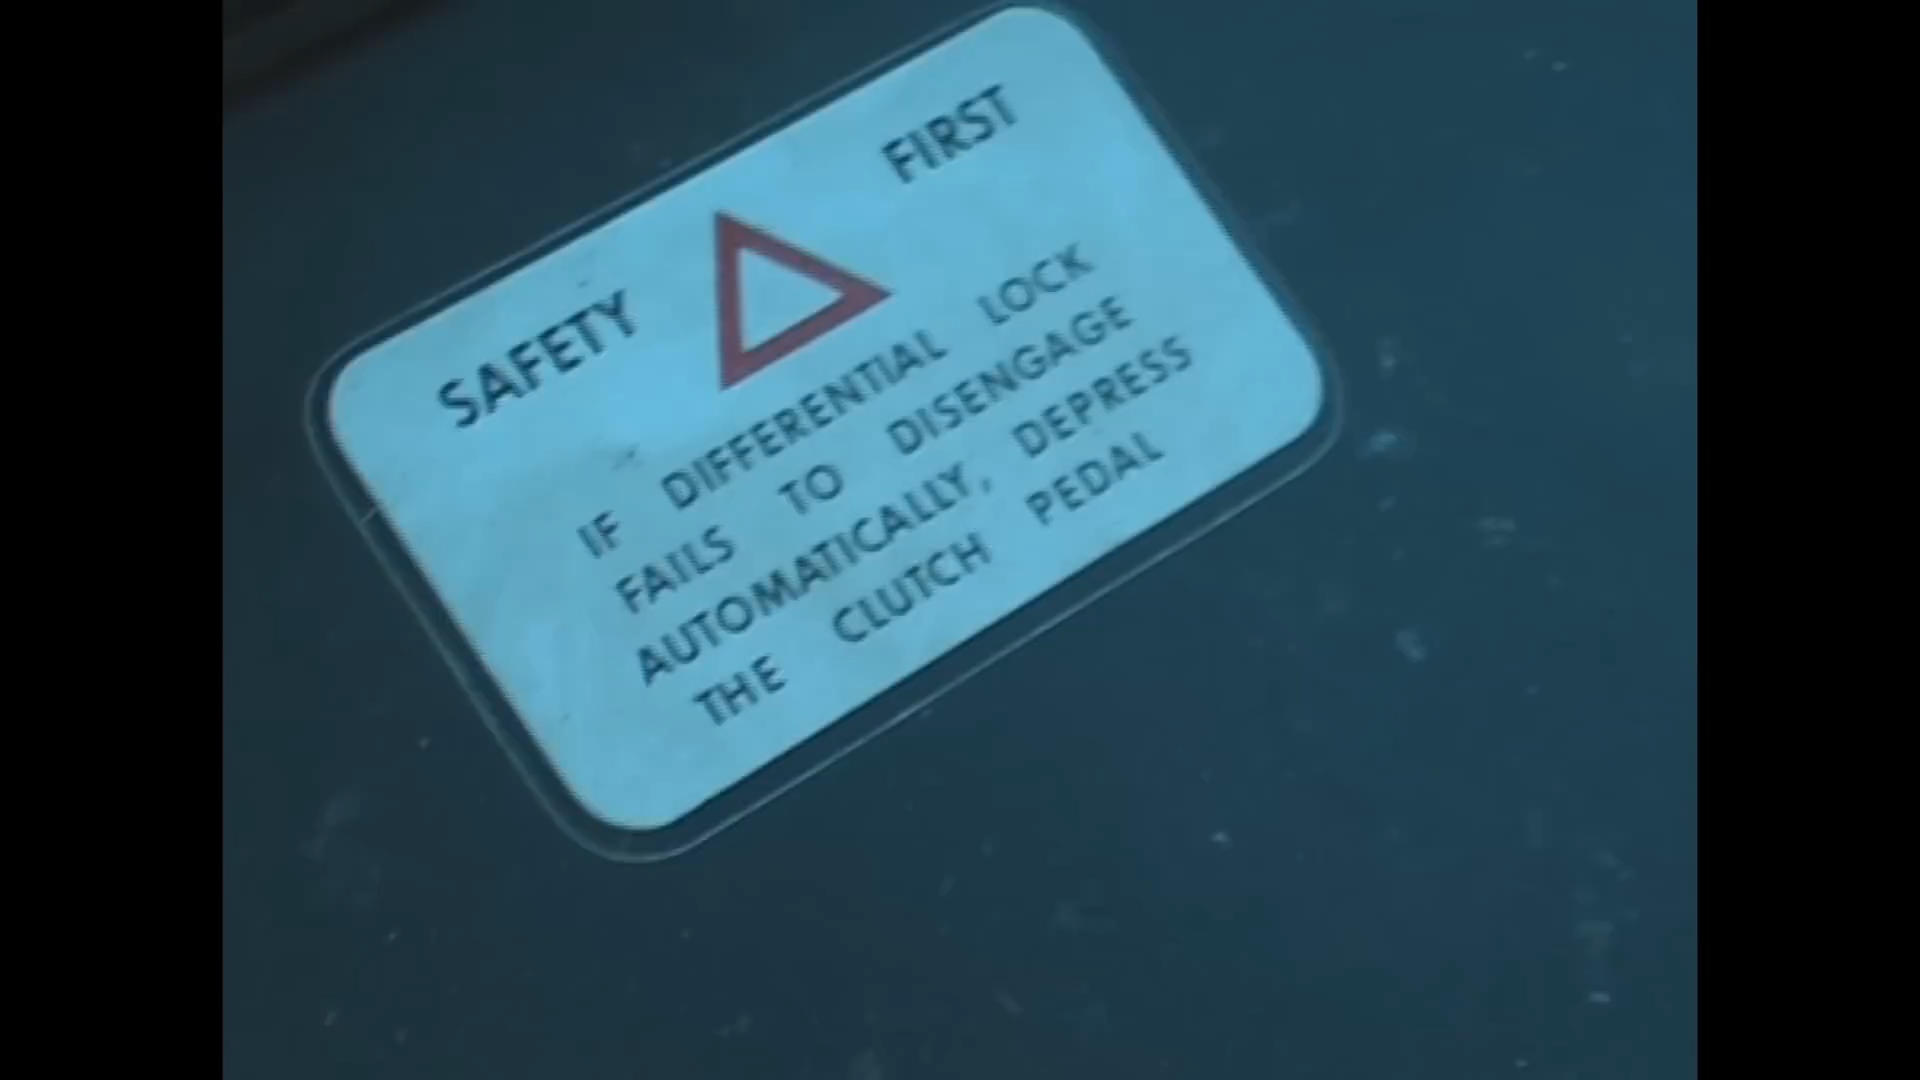 SAFETY FIRST
IF DIFFERENTIAL LOCK
FAILS TO DISENGAGE
AUTOMATICALLY, DEPRESS
THE CLUTCH PEDAL